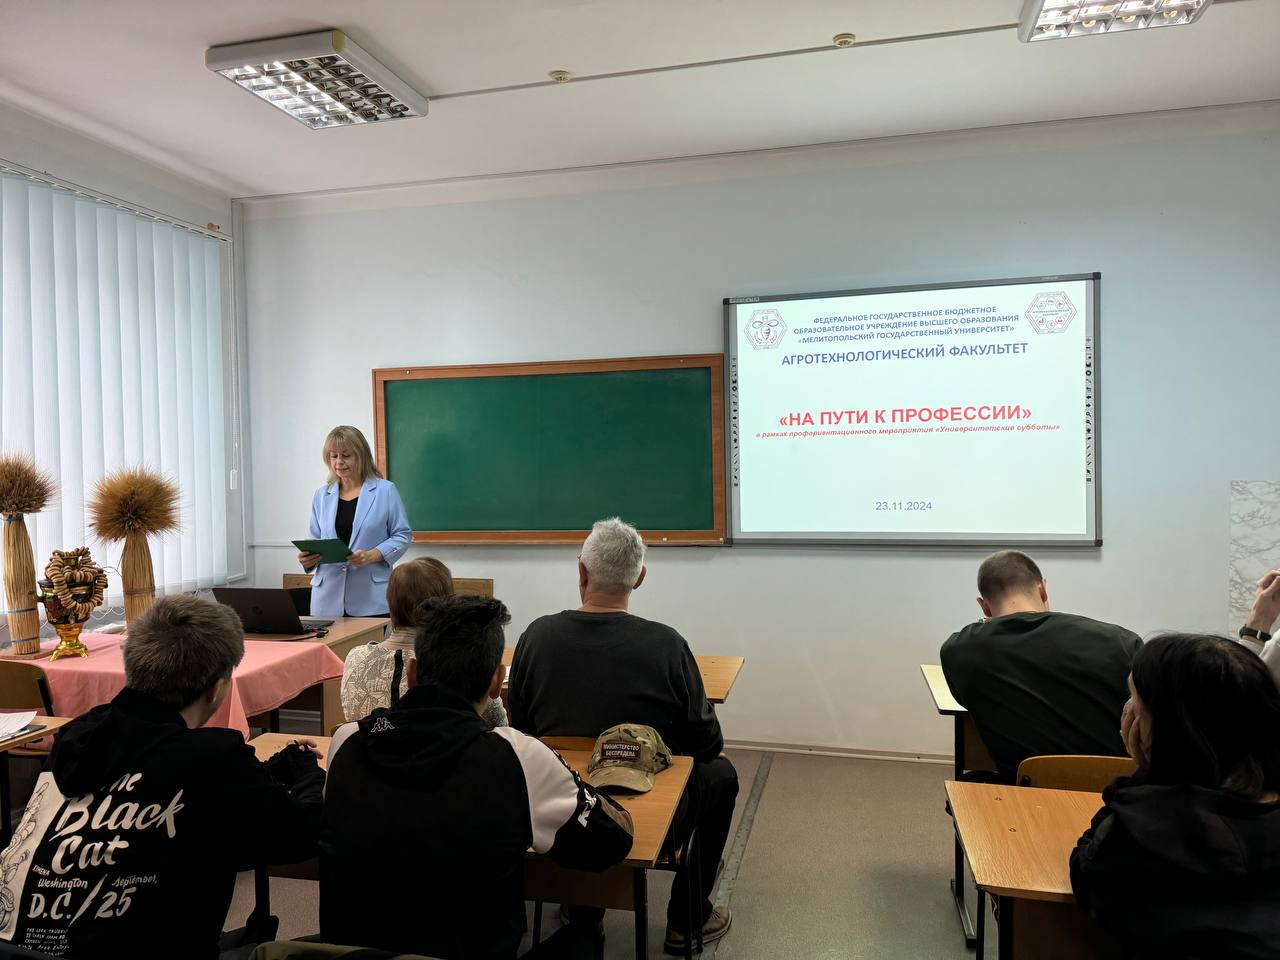 ФЕДЕРАЛЬНОЕ ГОСУДАРСТВЕННОЕ БЮДЖЕТНОЕ
ОБРАЗОВАТЕЛЬНОЕ УЧРЕЖДЕНИЕ ВЫСШЕГО ОБРАЗОВАНИЯ
«МЕЛИТОПОЛЬСКИЙ ГОСУДАРСТВЕННЫЙ УНИВЕРСИТЕТ»
АГРОТЕХНОЛОГИЧЕСКИЙ ФАКУЛЬТЕТ
«НА ПУТИ К ПРОФЕССИИ»
в рамках профориентационного мероприятия «Университетские субботы»
23.11.2024
МИНИСТЕРСТВО
БЕСПРЕДЕЛА
The
Black
Cat
Washington
September,
D.C./25